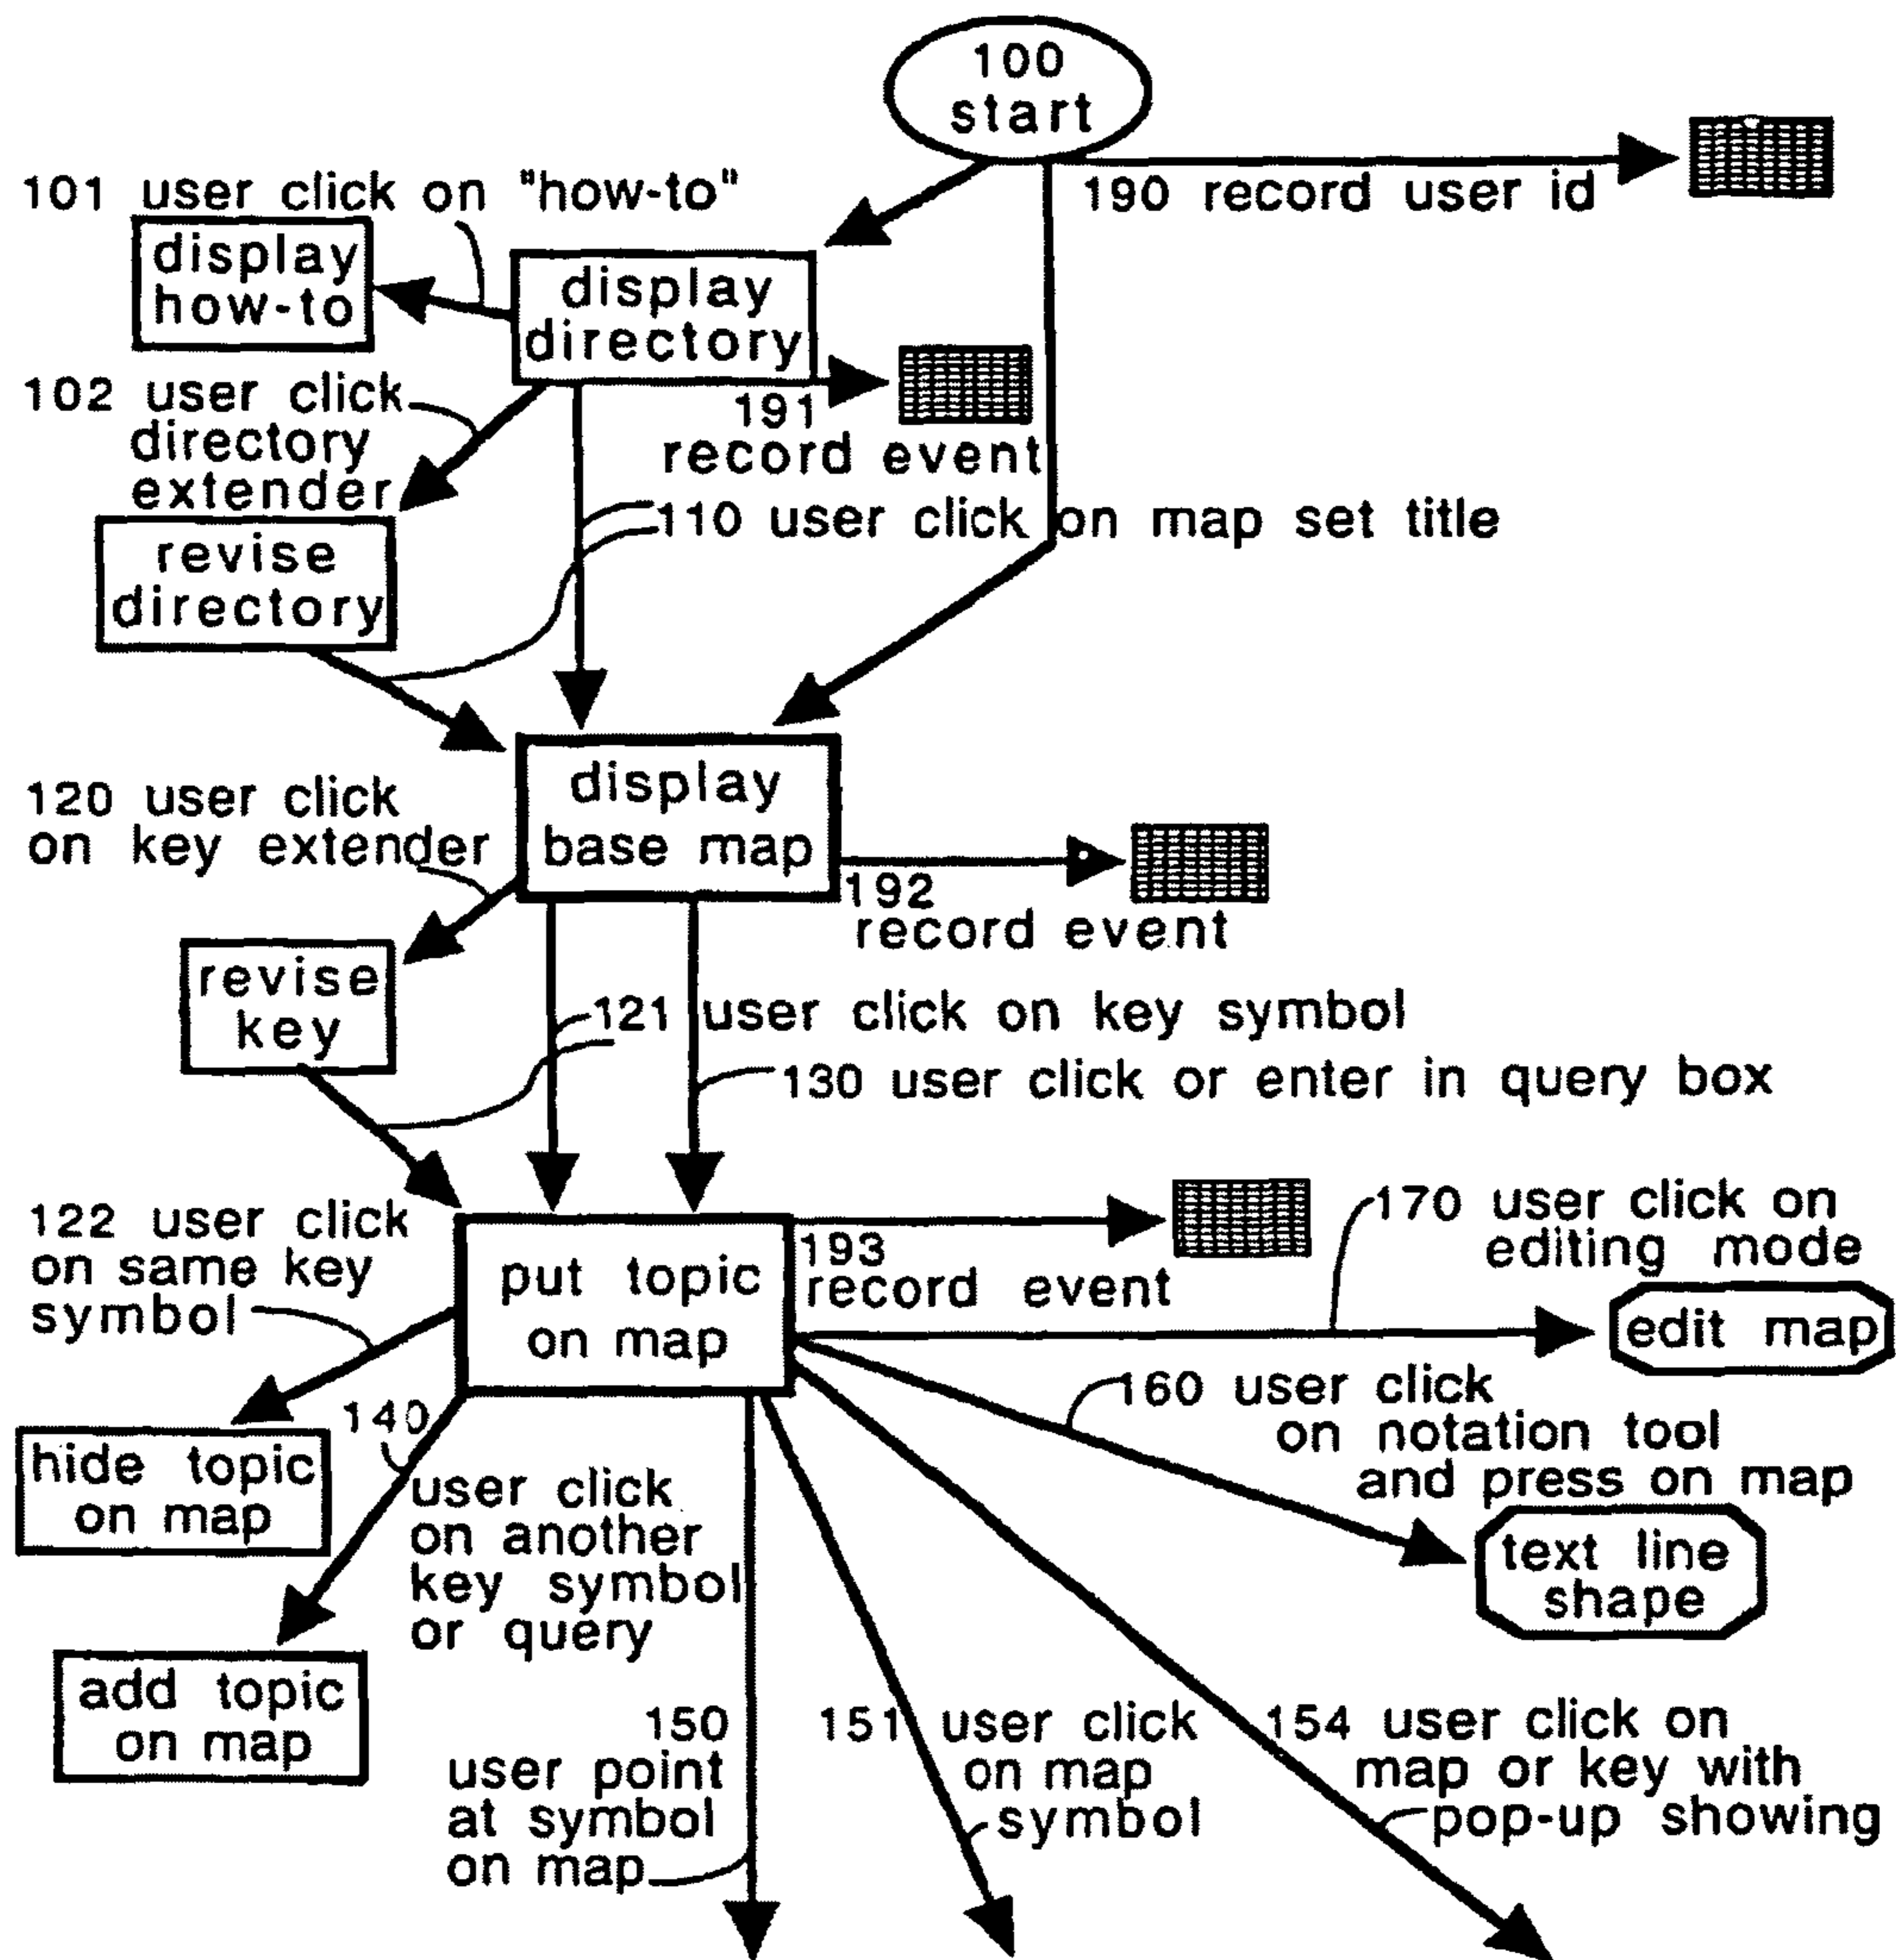 100
start
190 record user id
101 user click on "how-to"
display
how-to
display
directory
191
record event
102 user click
directory
extender
110 user click on map set title
revise
directory
display
base map
120 user click
on key extender
192
record event
revise
key
121 user click on key symbol
130 user click or enter in query box
122 user click
on same key
symbol
put topic
on map
193
record event
170 user click on
editing mode
edit map
160 user click
on notation tool
and press on map
text line
shape
hide topic
on map
140
user click
on another
key symbol
or query
add topic
on map
150
user point
at symbol
on map
151 user click
on map
symbol
154 user click on
map or key with
pop-up showing